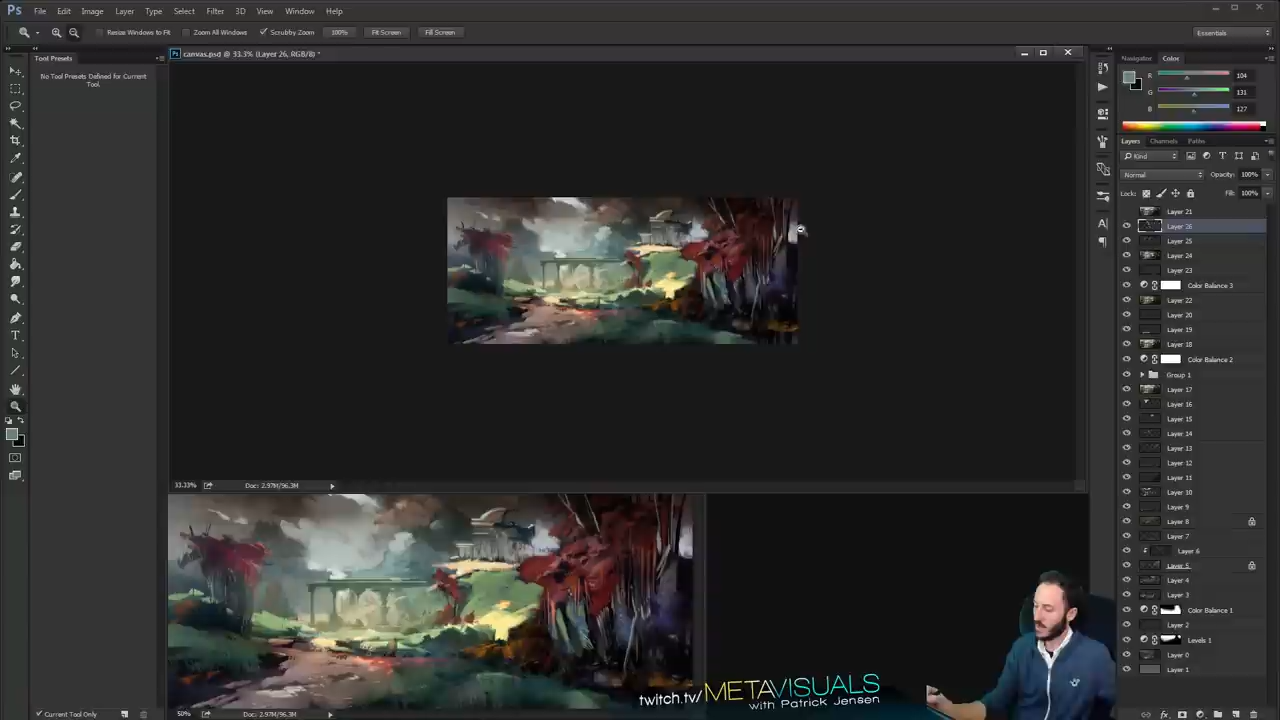 Ps File Edit Image Layer Type Select Filter 3D View Window Help
Resize Windows to Fit Zoom All Windows Scrubby Zoom 100% Fit Screen Fill Screen Essentials
Tool Presets
No Tool Presets Defined for Current
Tool.
Ps canvas.psd @ 33.3% (Layer 26, RGB/8) *
Navigator Color
R 104
G 131
B 127
Layers Channels Paths
Kind
Normal Opacity: 100%
Lock: Fill: 100%
Layer 21
Layer 26
Layer 25
Layer 24
Layer 23
Color Balance 3
Layer 22
Layer 20
Layer 19
Layer 18
Color Balance 2
Group 1
Layer 17
Layer 16
Layer 15
Layer 14
Layer 13
Layer 12
Layer 11
Layer 10
Layer 9
Layer 8
Layer 7
Layer 6
Layer 5
Layer 4
Layer 3
Color Balance 1
Layer 2
Levels 1
Layer 0
Layer 1
33.33% Doc: 2.97M/96.3M
twitch.tv/METAVISUALS
with Patrick Jensen
Current Tool Only
50% Doc: 2.97M/96.3M